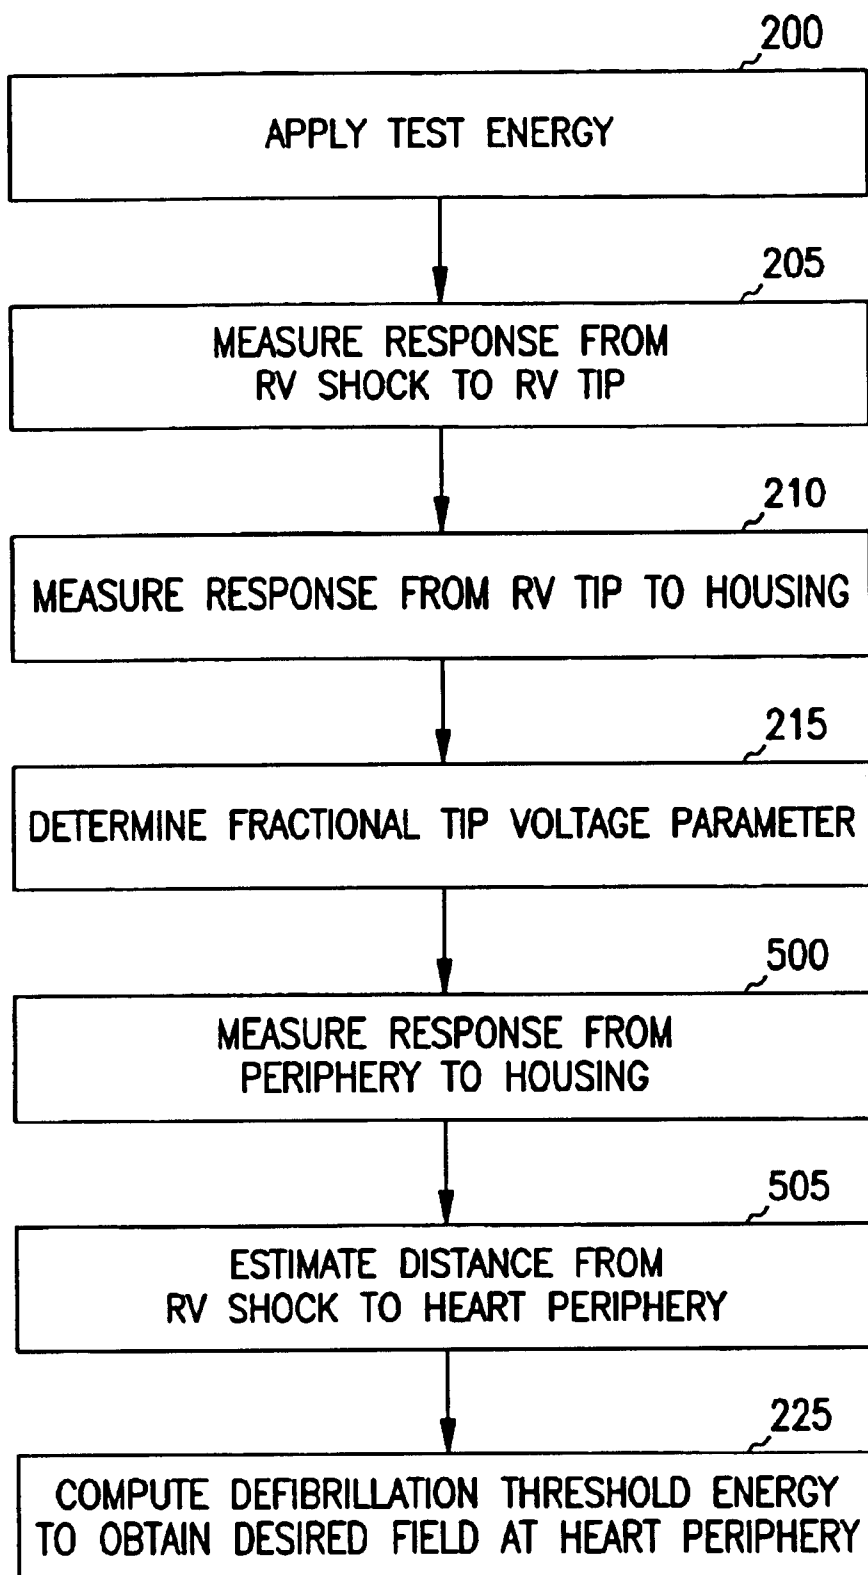 200
APPLY TEST ENERGY
205
MEASURE RESPONSE FROM
RV SHOCK TO RV TIP
210
MEASURE RESPONSE FROM RV TIP TO HOUSING
215
DETERMINE FRACTIONAL TIP VOLTAGE PARAMETER
500
MEASURE RESPONSE FROM
PERIPHERY TO HOUSING
505
ESTIMATE DISTANCE FROM
RV SHOCK TO HEART PERIPHERY
225
COMPUTE DEFIBRILLATION THRESHOLD ENERGY
TO OBTAIN DESIRED FIELD AT HEART PERIPHERY